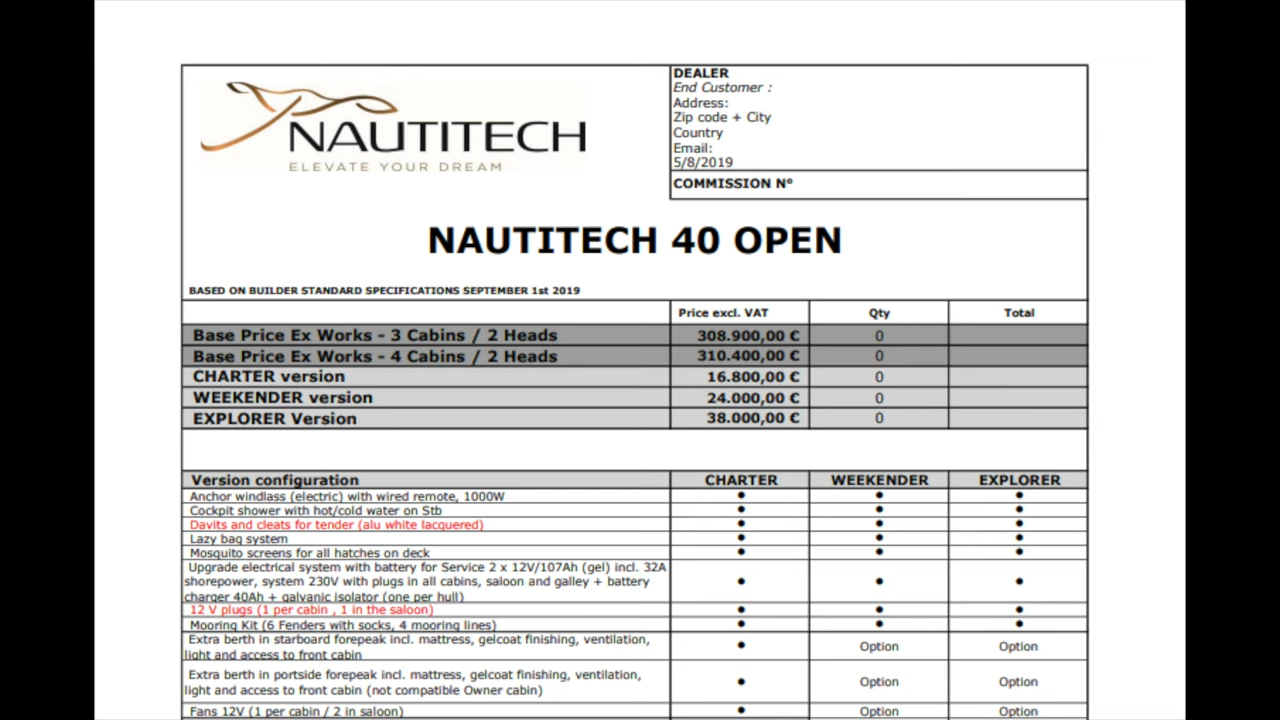 NAUTITECH
ELEVATE YOUR DREAM
DEALER
End Customer :
Address:
Zip code + City
Country
Email:
5/8/2019
COMMISSION Nº
NAUTITECH 40 OPEN
BASED ON BUILDER STANDARD SPECIFICATIONS SEPTEMBER 1st 2019
Price excl. VAT Qty Total
Base Price Ex Works - 3 Cabins / 2 Heads 308.900,00 € 0
Base Price Ex Works - 4 Cabins / 2 Heads 310.400,00 € 0
CHARTER version 16.800,00 € 0
WEEKENDER version 24.000,00 € 0
EXPLORER Version 38.000,00 € 0
Version configuration CHARTER WEEKENDER EXPLORER
Anchor windlass (electric) with wired remote, 1000W • • •
Cockpit shower with hot/cold water on Stb • • •
Davits and cleats for tender (alu white lacquered) • • •
Lazy bag system • • •
Mosquito screens for all hatches on deck • • •
Upgrade electrical system with battery for Service 2 x 12V/107Ah (gel) incl. 32A
shorepower, system 230V with plugs in all cabins, saloon and galley + battery • • •
charger 40Ah + galvanic isolator (one per hull)
12 V plugs (1 per cabin , 1 in the saloon) • • •
Mooring Kit (6 Fenders with socks, 4 mooring lines) • • •
Extra berth in starboard forepeak incl. mattress, gelcoat finishing, ventilation,
light and access to front cabin • Option Option
Extra berth in portside forepeak incl. mattress, gelcoat finishing, ventilation,
light and access to front cabin (not compatible Owner cabin) • Option Option
Fans 12V (1 per cabin / 2 in saloon) • Option Option